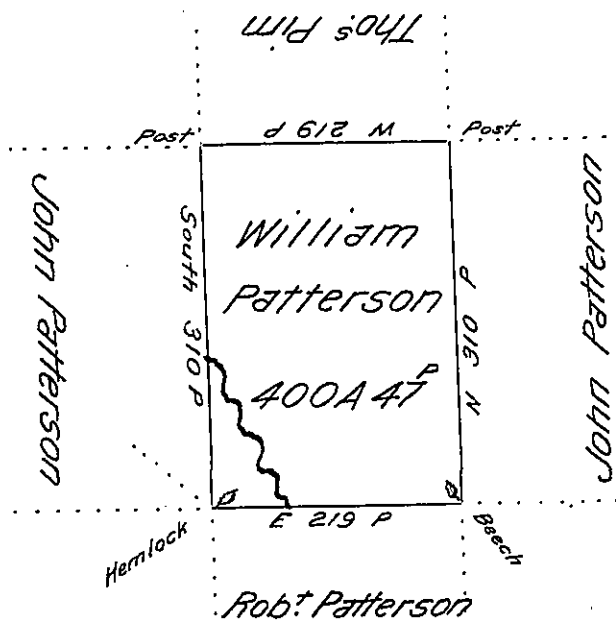 Thos Pim
Post
W 219 P
Post
John Patterson
South 310 P
William
Patterson
400A 47P
N 310 P
John Patterson
Hemlock
E 219 P
Beech
Robt Patterson